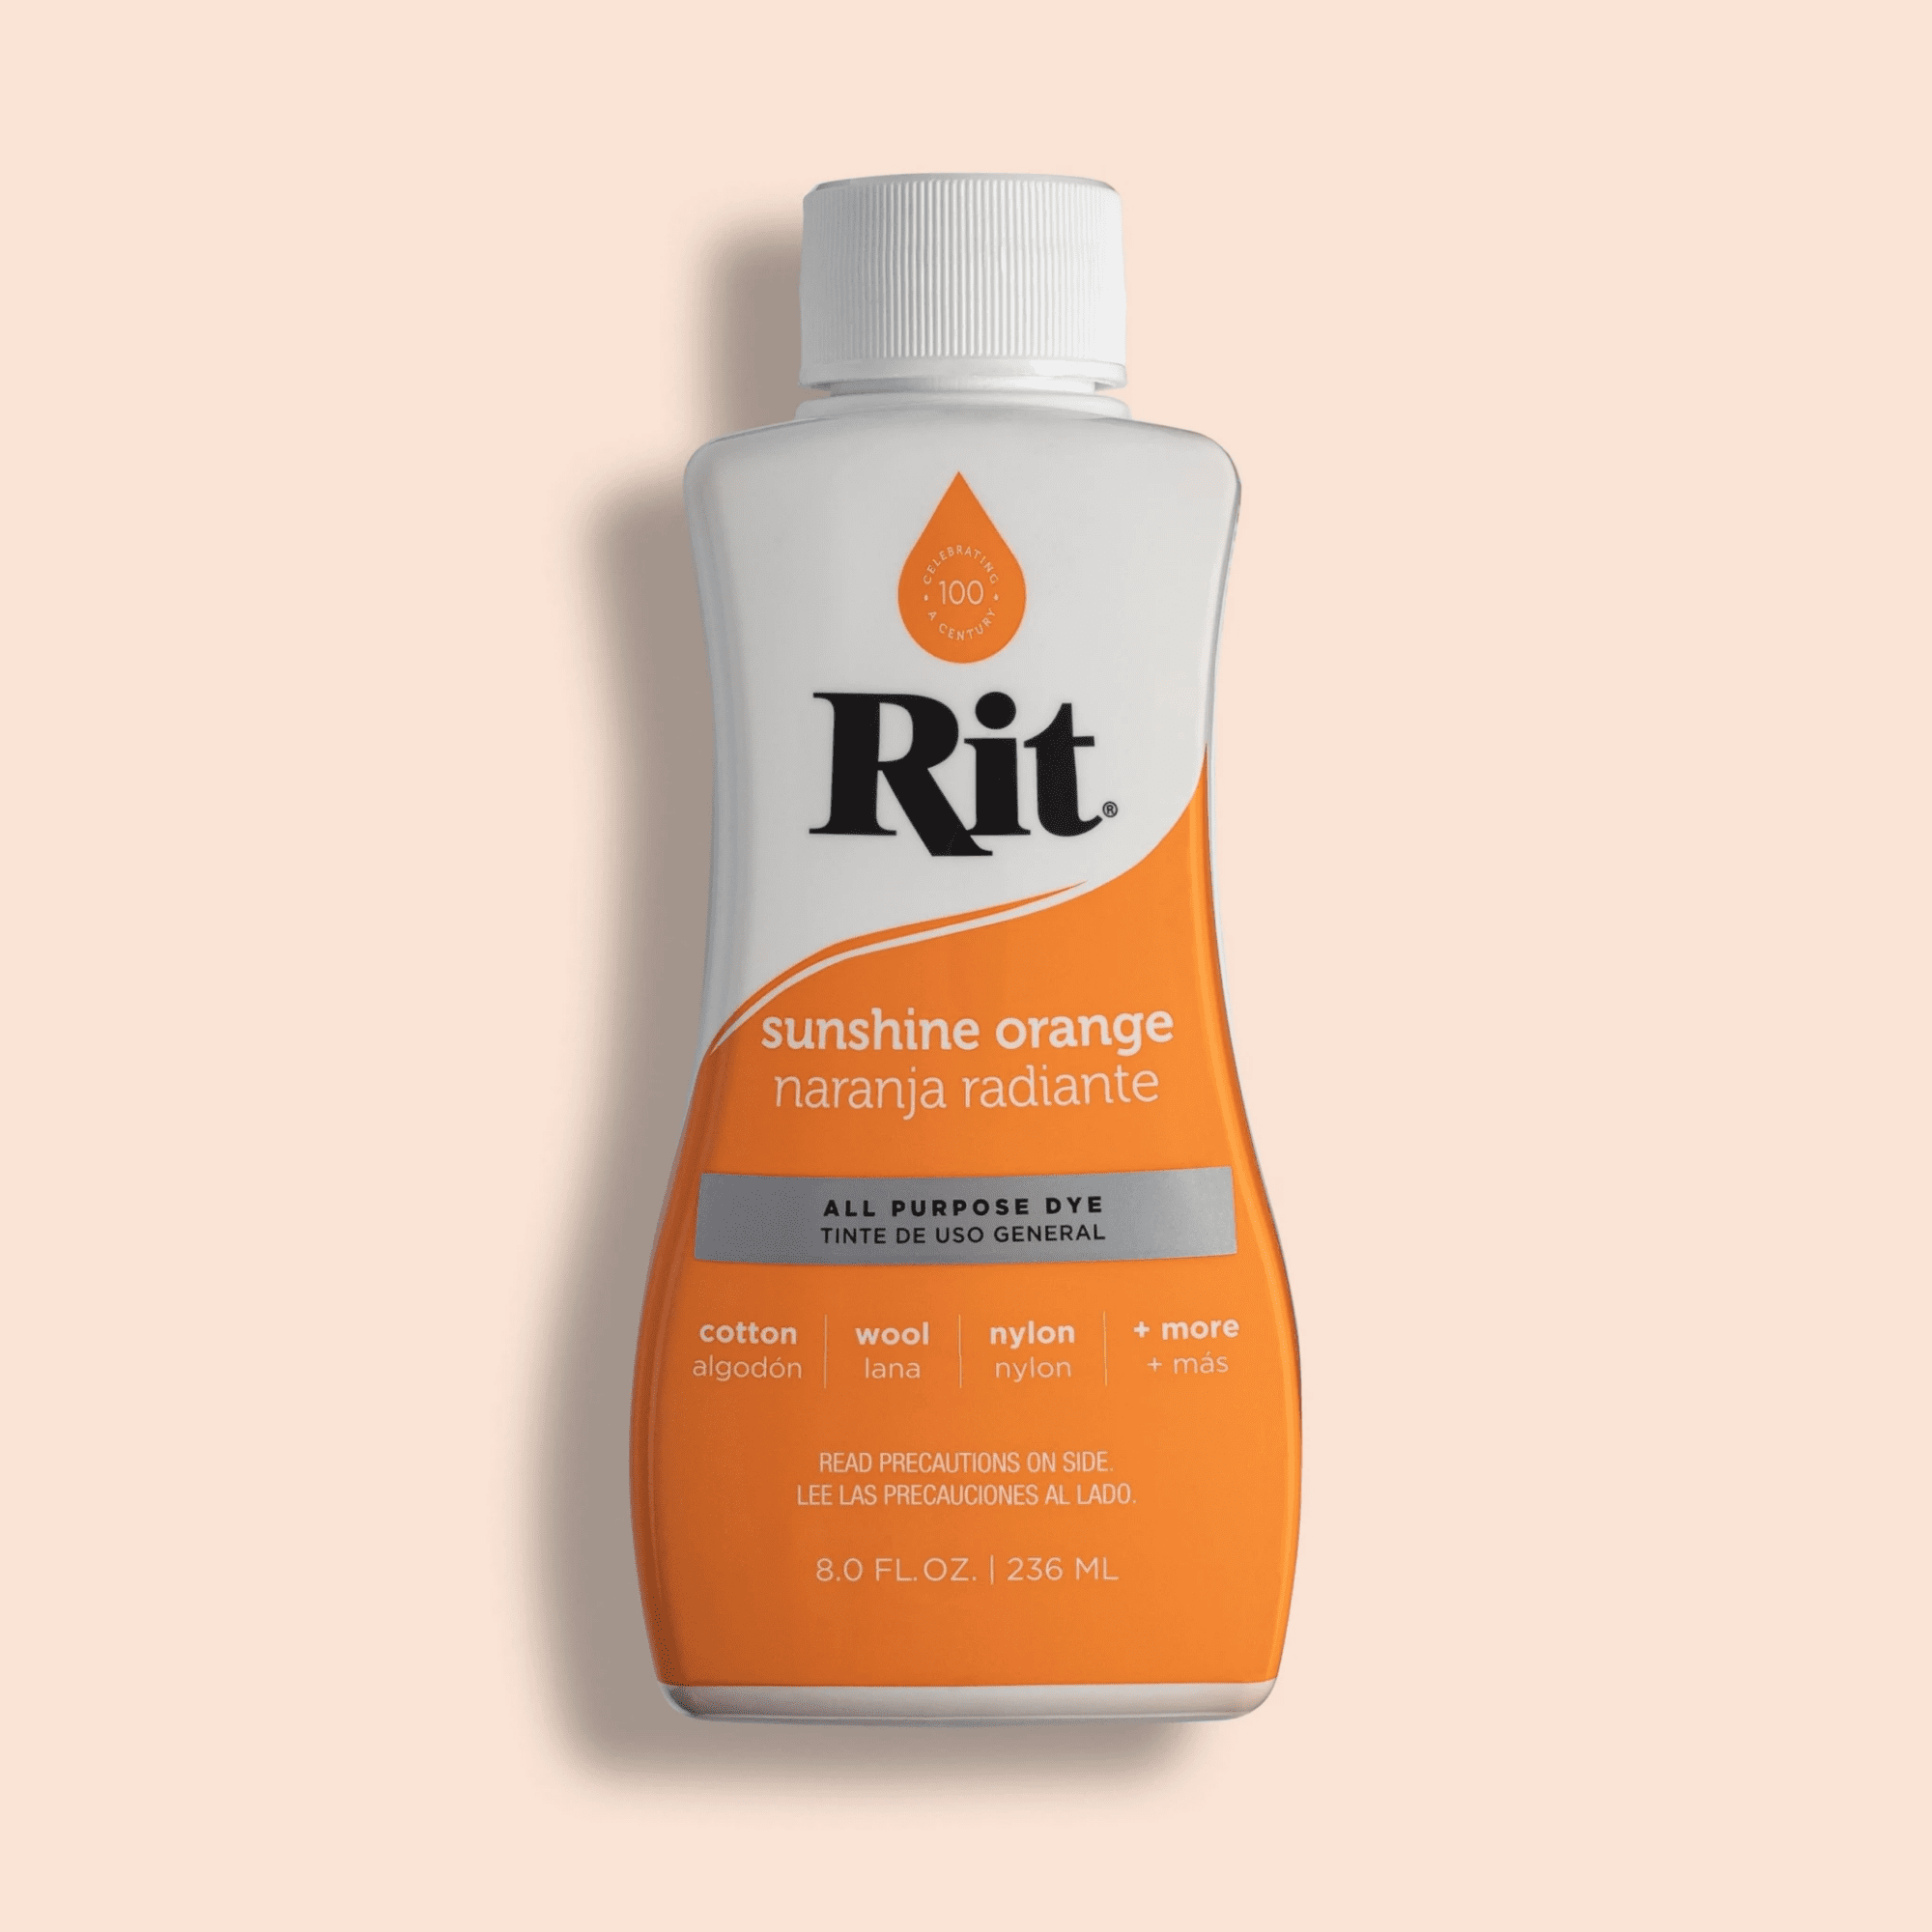 CELEBRATING
100
A CENTURY
Rit®
sunshine orange
naranja radiante
ALL PURPOSE DYE
TINTE DE USO GENERAL
cotton wool nylon + more
algodón lana nylon + más
READ PRECAUTIONS ON SIDE.
LEE LAS PRECAUCIONES AL LADO.
8.0 FL.OZ. | 236 ML